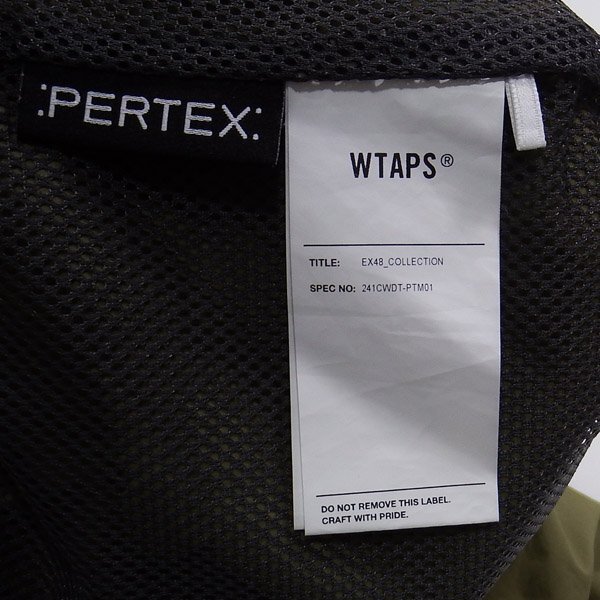 :PERTEX:
WTAPS®
TITLE: EX48_COLLECTION
SPEC NO: 241CWDT-PTM01
DO NOT REMOVE THIS LABEL.
CRAFT WITH PRIDE.